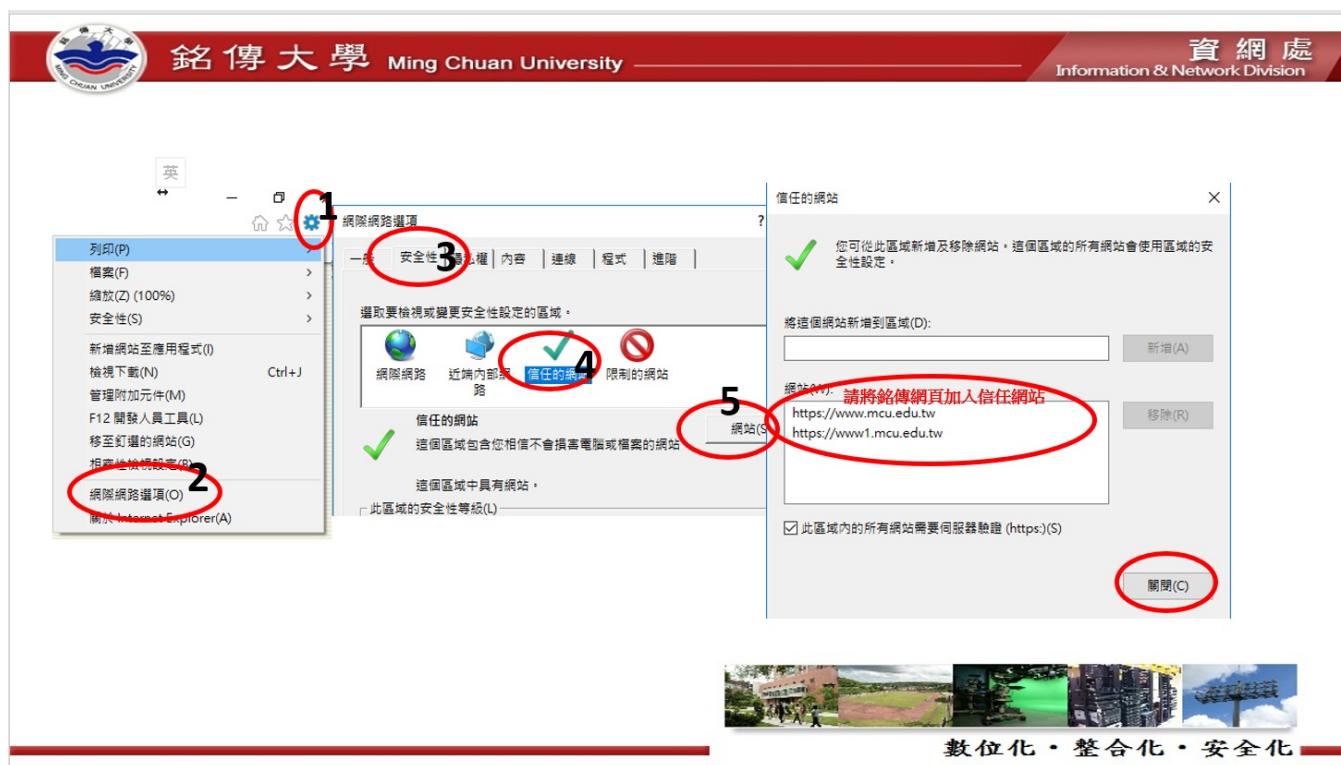 銘傳大學 Ming Chuan University
資網處
Information & Network Division
MING CHUAN UNIVERSITY
英
1
列印(P)
檔案(F)
縮放(Z) (100%)
安全性(S)
新增網站至應用程式(I)
檢視下載(N) Ctrl+J
管理附加元件(M)
F12 開發人員工具(L)
移至釘選的網站(G)
相容性檢視設定(B)
2
網際網路選項(O)
關於 Internet Explorer(A)
網際網路選項 ?
一般 安全性 3 隱私權 內容 連線 程式 進階
選取要檢視或變更安全性設定的區域。
4
網際網路 近端內部網路 信任的網站 限制的網站
信任的網站
5
網站(S
這個區域包含您相信不會損害電腦或檔案的網站
這個區域中具有網站。
此區域的安全性等級(L)
信任的網站
您可從此區域新增及移除網站。這個區域的所有網站會使用區域的安
全性設定。
將這個網站新增到區域(D):
新增(A)
網站(W):
請將銘傳網頁加入信任網站
https://www.mcu.edu.tw
https://www1.mcu.edu.tw
移除(R)
此區域內的所有網站需要伺服器驗證 (https:)(S)
關閉(C)
數位化・整合化・安全化